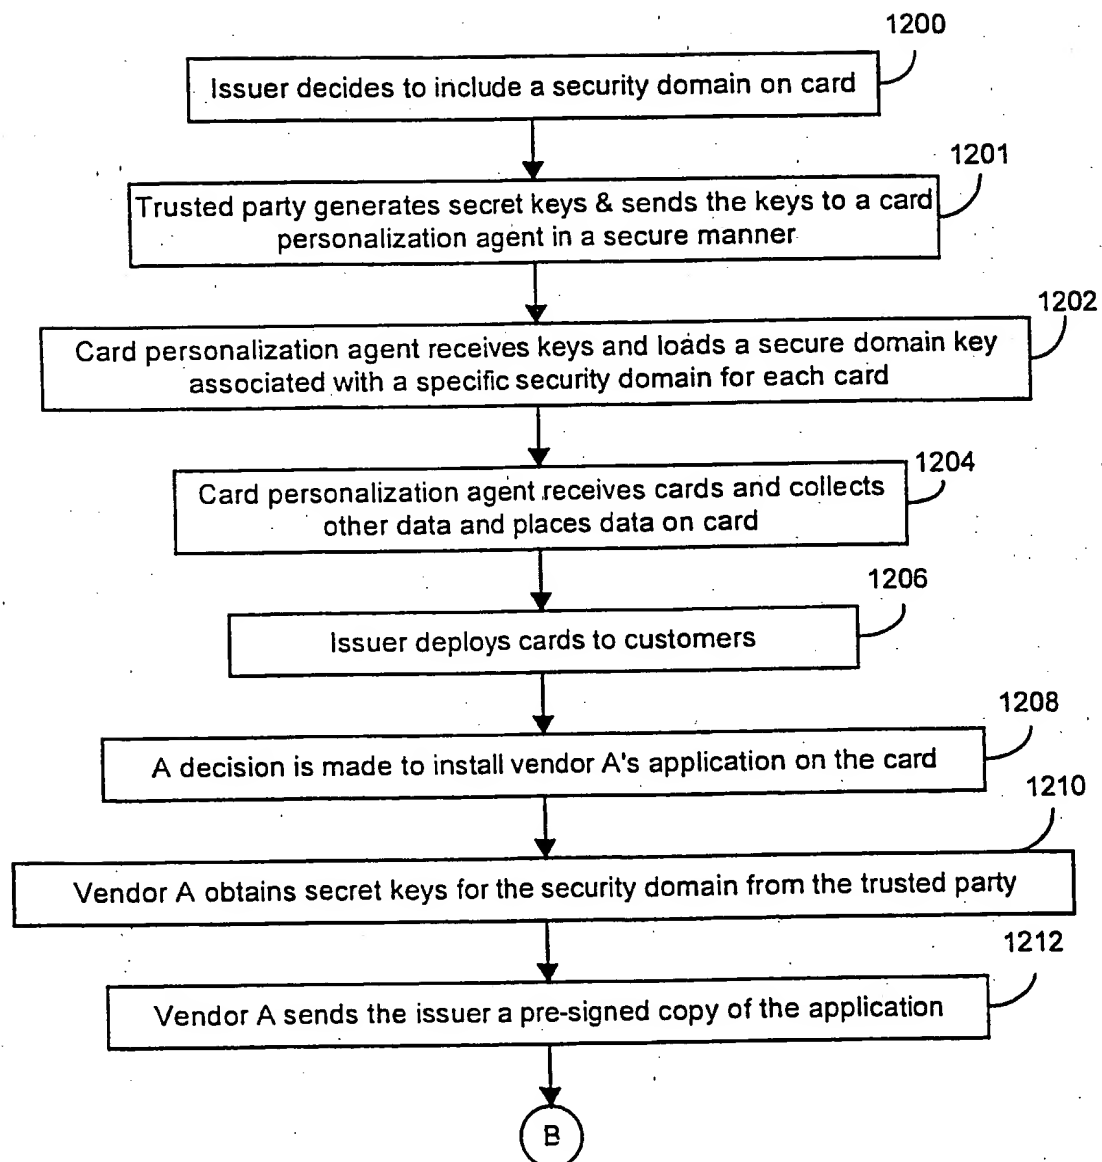 1200
Issuer decides to include a security domain on card
1201
Trusted party generates secret keys & sends the keys to a card
personalization agent in a secure manner
1202
Card personalization agent receives keys and loads a secure domain key
associated with a specific security domain for each card
1204
Card personalization agent receives cards and collects
other data and places data on card
1206
Issuer deploys cards to customers
1208
A decision is made to install vendor A's application on the card
1210
Vendor A obtains secret keys for the security domain from the trusted party
1212
Vendor A sends the issuer a pre-signed copy of the application
B